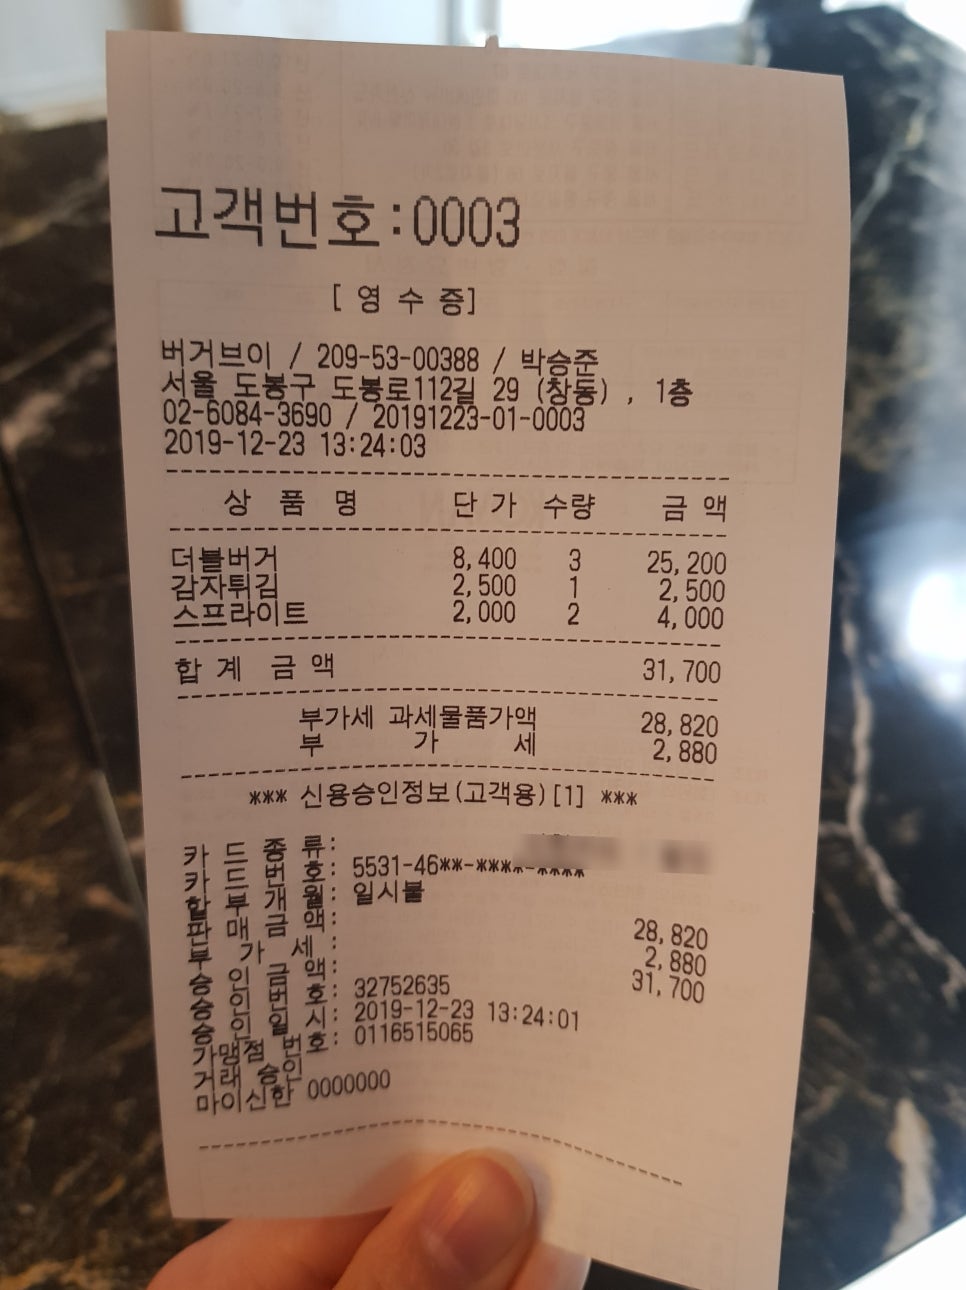 고객번호:0003
[ 영 수 증]
버거브이 / 209-53-00388 / 박승준
서울 도봉구 도봉로112길 29 (창동) , 1층
02-6084-3690 / 20191223-01-0003
2019-12-23 13:24:03
상 품 명 단 가 수량 금 액
더블버거 8,400 3 25,200
감자튀김 2,500 1 2,500
스프라이트 2,000 2 4,000
합 계 금 액 31,700
부가세 과세물품가액 28,820
부 가 세 2,880
*** 신용승인정보(고객용)[1] ***
카 드 종 류:
카 드 번 호: 5531-46**-****-****
할 부 개 월: 일시불
판 매 금 액: 28,820
부 가 세 : 2,880
승 인 금 액: 31,700
승 인 번 호: 32752635
승 인 일 시: 2019-12-23 13:24:01
가맹점 번 호: 0116515065
거래 승인
마이신한 0000000